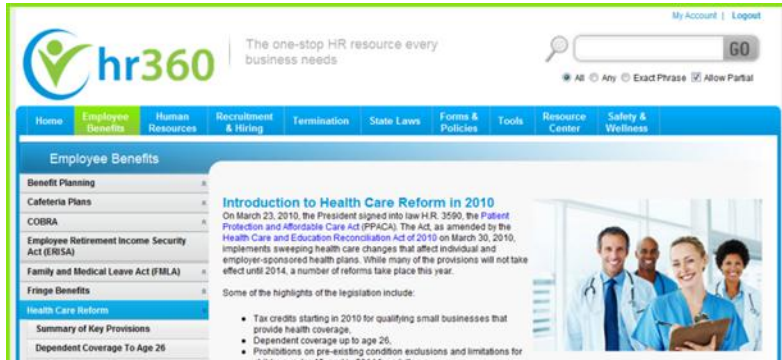 My Account | Logout
hr360
The one-stop HR resource every
business needs
GO
All Any Exact Phrase Allow Partial
Home Employee Benefits Human Resources Recruitment & Hiring Termination State Laws Forms & Policies Tools Resource Center Safety & Wellness
Employee Benefits
Benefit Planning
Cafeteria Plans
COBRA
Employee Retirement Income Security
Act (ERISA)
Family and Medical Leave Act (FMLA)
Fringe Benefits
Health Care Reform
Summary of Key Provisions
Dependent Coverage To Age 26
Introduction to Health Care Reform in 2010
On March 23, 2010, the President signed into law H.R. 3590, the Patient
Protection and Affordable Care Act (PPACA). The Act, as amended by the
Health Care and Education Reconciliation Act of 2010 on March 30, 2010,
implements sweeping health care changes that affect individual and
employer-sponsored health plans. While many of the provisions will not take
effect until 2014, a number of reforms take place this year.
Some of the highlights of the legislation include:
• Tax credits starting in 2010 for qualifying small businesses that
provide health coverage,
• Dependent coverage up to age 26,
• Prohibitions on pre-existing condition exclusions and limitations for